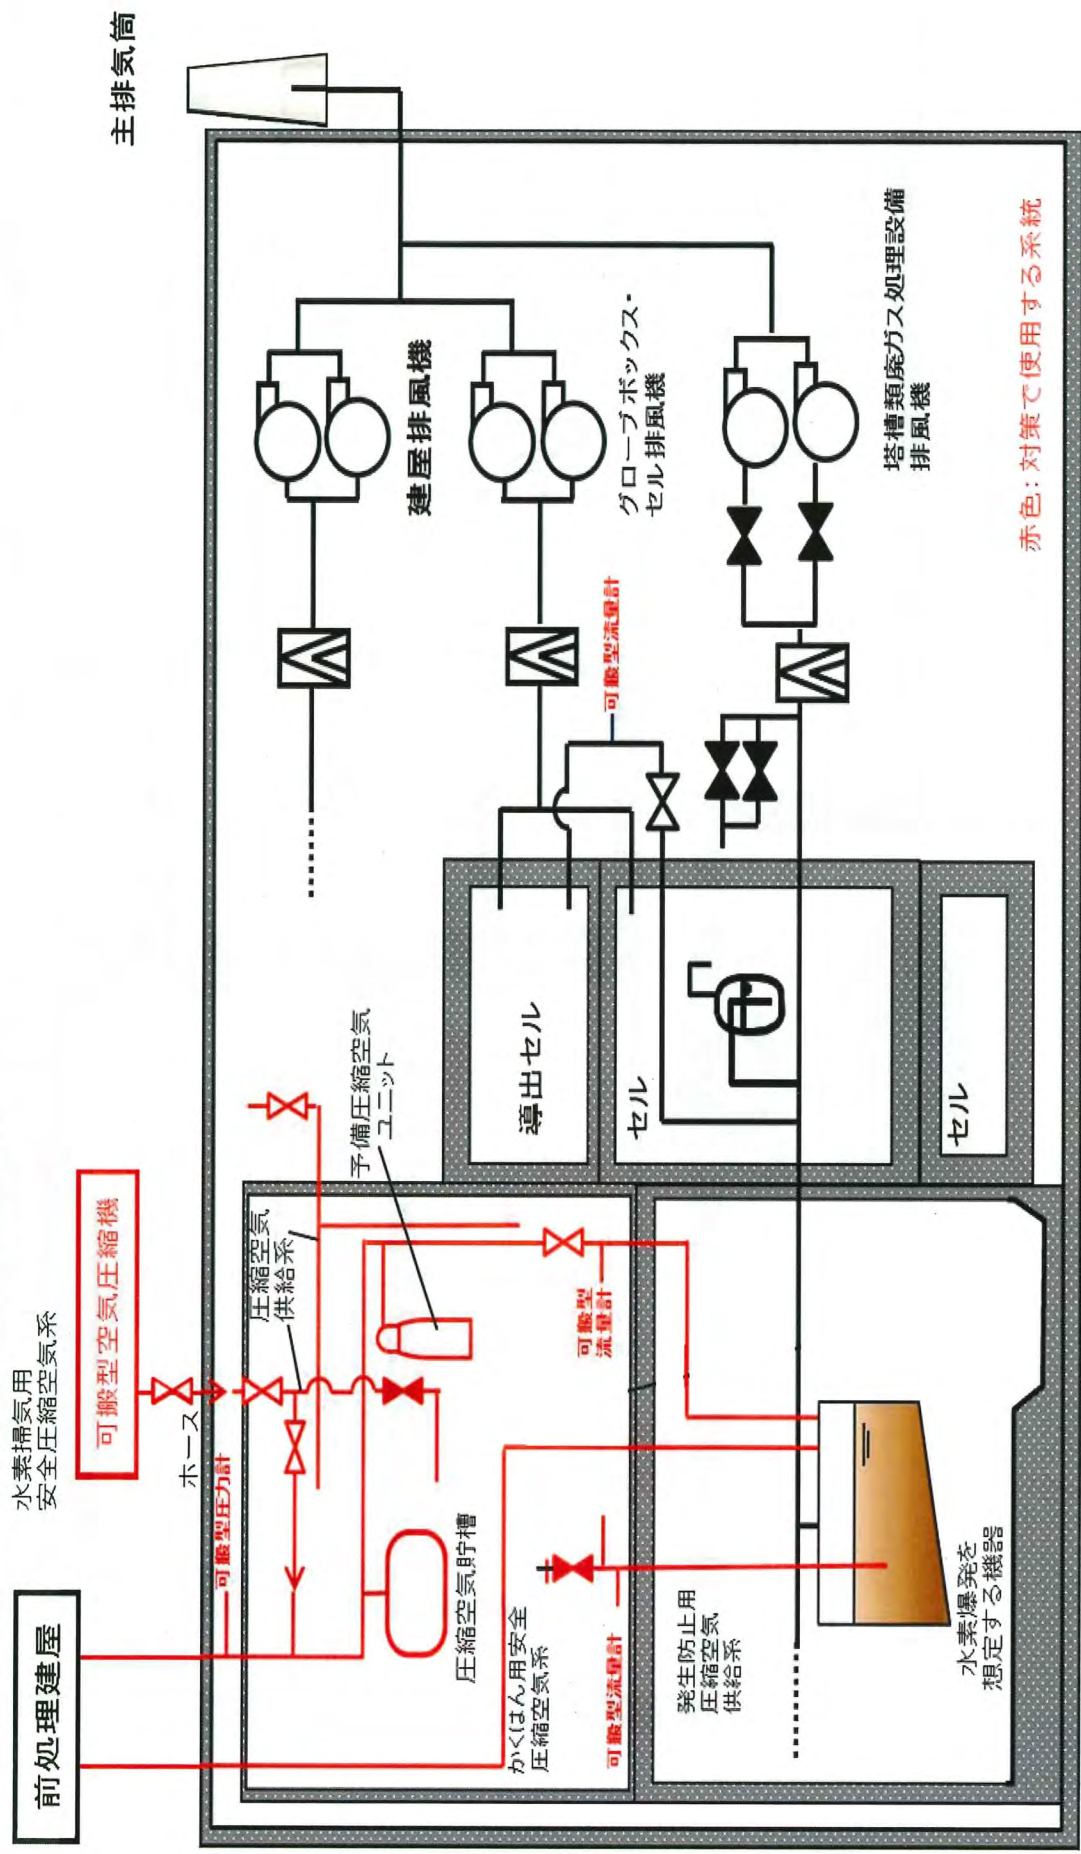 主排気筒
水素掃気用
安全圧縮空気系
前処理建屋
可搬型空気圧縮機
ホース
可搬型圧力計
圧縮空気
供給系
予備圧縮空気
ユニット
建屋排風機
グローブボックス・
セル排風機
塔槽類廃ガス処理設備
排風機
可搬型流量計
導出セル
セル
セル
圧縮空気貯槽
かくはん用安全
圧縮空気系
可搬型
流量計
可搬型流量計
発生防止用
圧縮空気
供給系
水素爆発を
想定する機器
赤色：対策で使用する系統